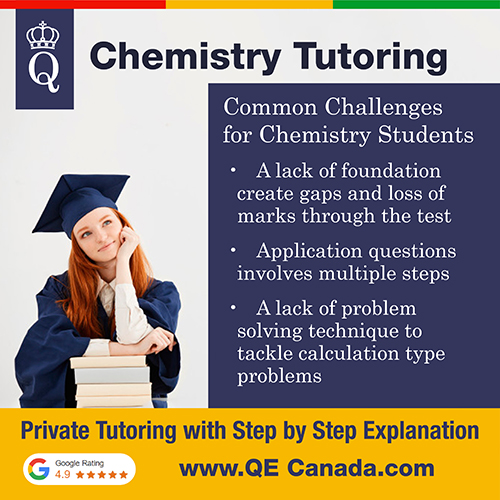 Q
Chemistry Tutoring
Common Challenges
for Chemistry Students
• A lack of foundation
create gaps and loss of
marks through the test
• Application questions
involves multiple steps
• A lack of problem
solving technique to
tackle calculation type
problems
Private Tutoring with Step by Step Explanation
G
Google Rating
4.9 ★★★★★
www.QE Canada.com